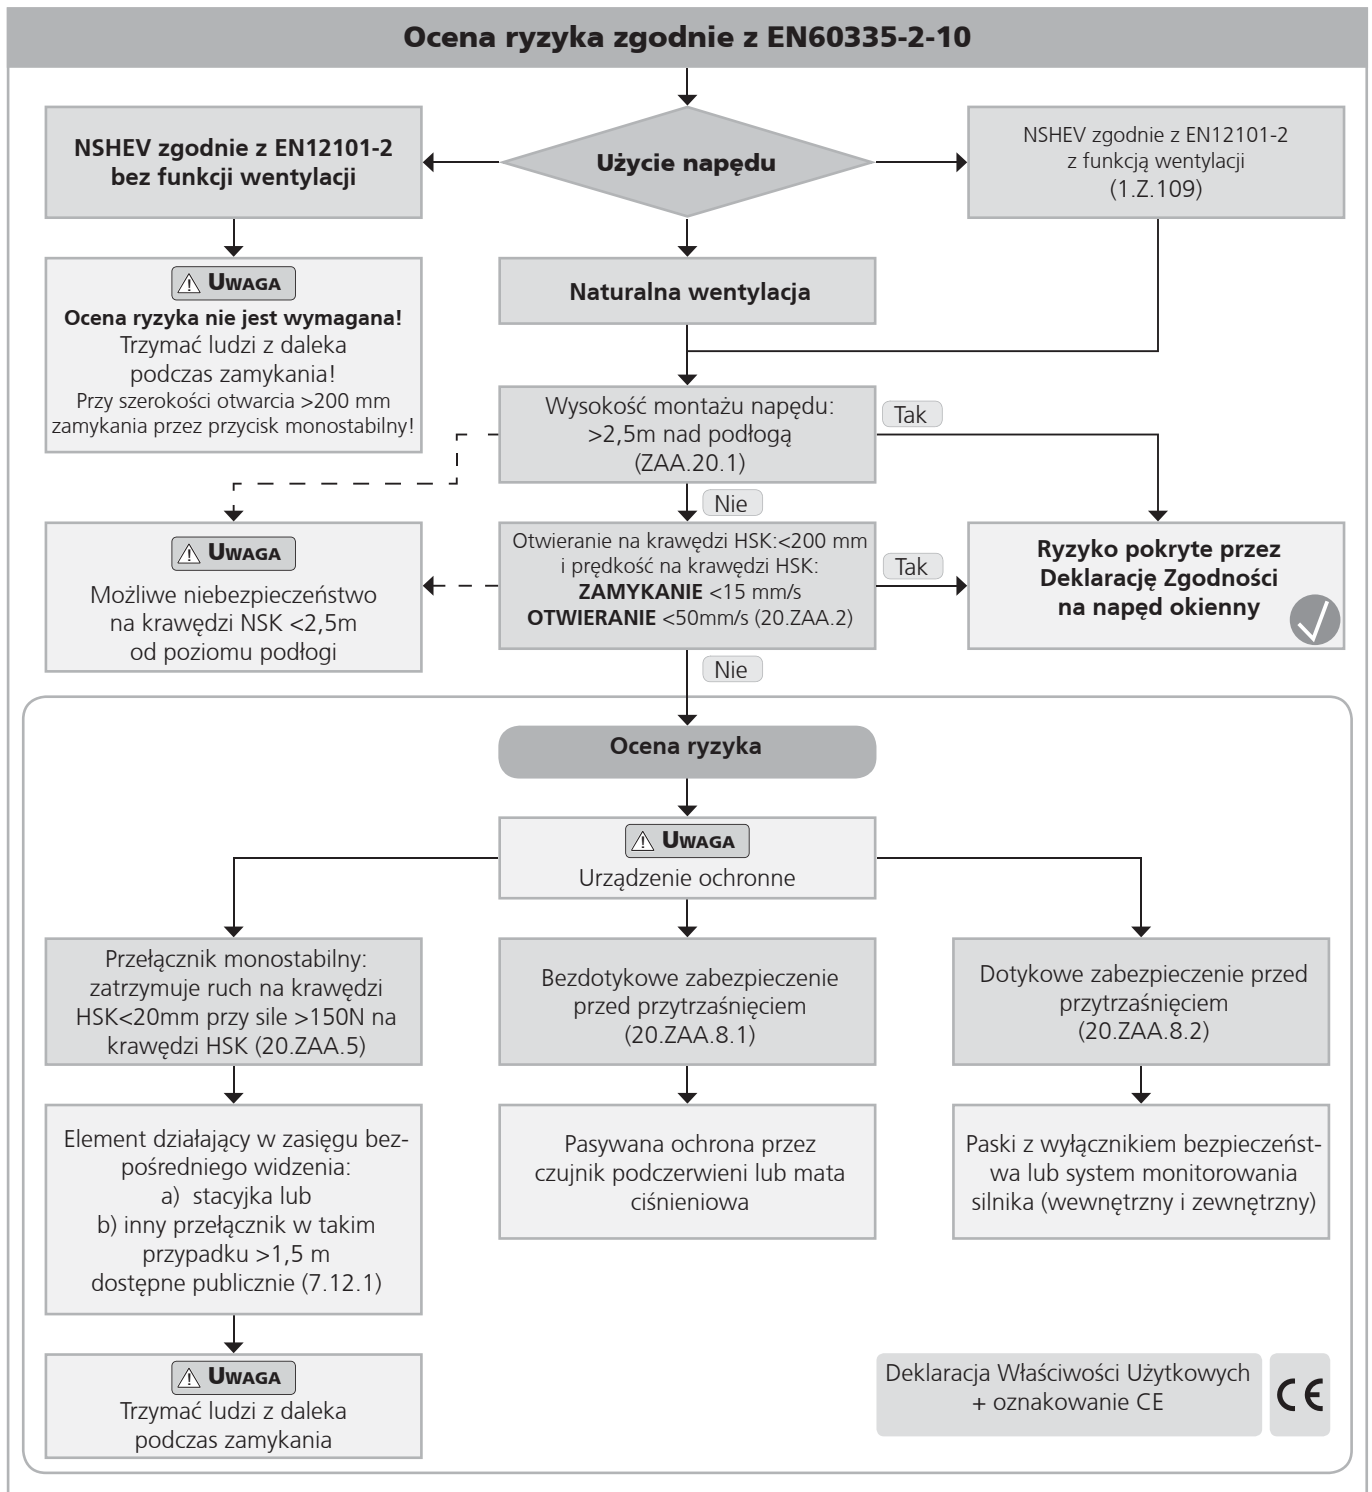 Ocena ryzyka zgodnie z EN60335-2-10
NSHEV zgodnie z EN12101-2
bez funkcji wentylacji
Użycie napędu
NSHEV zgodnie z EN12101-2
z funkcją wentylacji
(1.Z.109)
UWAGA
Ocena ryzyka nie jest wymagana!
Trzymać ludzi z daleka
podczas zamykania!
Przy szerokości otwarcia >200 mm
zamykania przez przycisk monostabilny!
Naturalna wentylacja
Wysokość montażu napędu:
>2,5m nad podłogą
(ZAA.20.1)
Tak
Nie
UWAGA
Możliwe niebezpieczeństwo
na krawędzi NSK <2,5m
od poziomu podłogi
Otwieranie na krawędzi HSK:<200 mm
i prędkość na krawędzi HSK:
ZAMYKANIE <15 mm/s
OTWIERANIE <50mm/s (20.ZAA.2)
Tak
Ryzyko pokryte przez
Deklarację Zgodności
na napęd okienny
Nie
Ocena ryzyka
UWAGA
Urządzenie ochronne
Przełącznik monostabilny:
zatrzymuje ruch na krawędzi
HSK<20mm przy sile >150N na
krawędzi HSK (20.ZAA.5)
Bezdotykowe zabezpieczenie
przed przytrzaśnięciem
(20.ZAA.8.1)
Dotykowe zabezpieczenie przed
przytrzaśnięciem
(20.ZAA.8.2)
Element działający w zasięgu bez-
pośredniego widzenia:
a) stacyjka lub
b) inny przełącznik w takim
przypadku >1,5 m
dostępne publicznie (7.12.1)
Pasywana ochrona przez
czujnik podczerwieni lub mata
ciśnieniowa
Paski z wyłącznikiem bezpieczeńst-
wa lub system monitorowania
silnika (wewnętrzny i zewnętrzny)
UWAGA
Trzymać ludzi z daleka
podczas zamykania
Deklaracja Właściwości Użytkowych
+ oznakowanie CE
CE